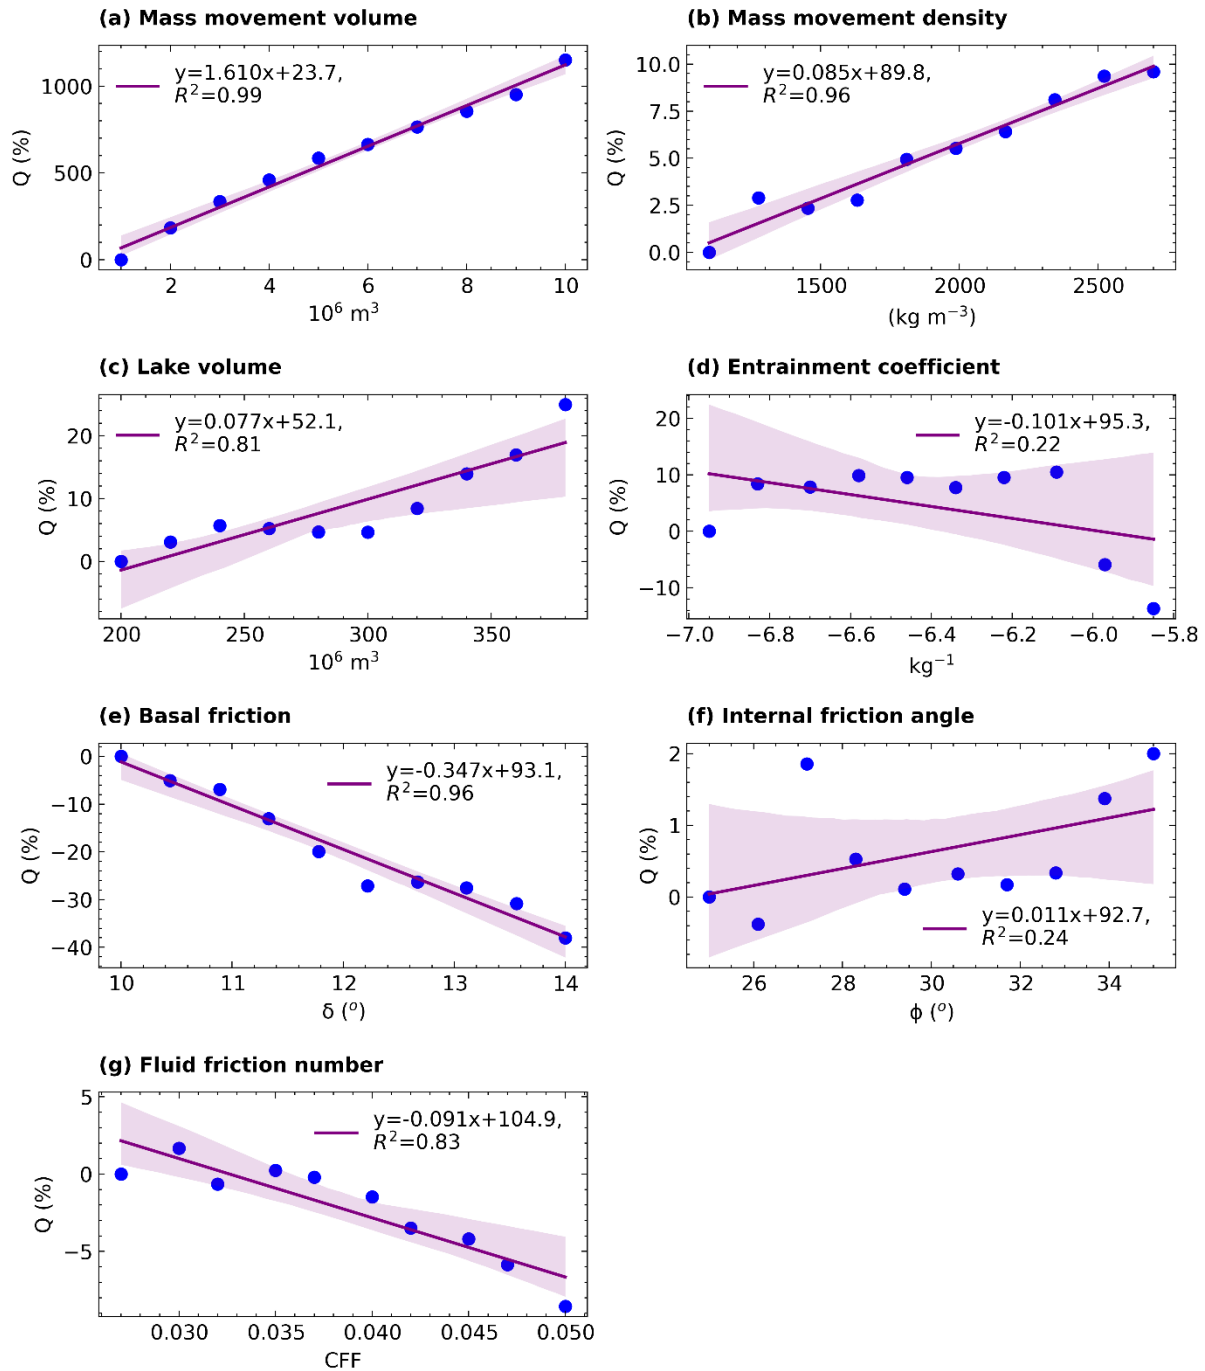 (a) Mass movement volume
y=1.610x+23.7,
R²=0.99
Q (%)
1000
500
0
2 4 6 8 10
10⁶ m³
(b) Mass movement density
y=0.085x+89.8,
R²=0.96
Q (%)
10.0
7.5
5.0
2.5
0.0
1500 2000 2500
(kg m⁻³)
(c) Lake volume
y=0.077x+52.1,
R²=0.81
Q (%)
20
10
0
200 250 300 350
10⁶ m³
(d) Entrainment coefficient
y=-0.101x+95.3,
R²=0.22
Q (%)
20
10
0
−10
−7.0 −6.8 −6.6 −6.4 −6.2 −6.0 −5.8
kg⁻¹
(e) Basal friction
y=-0.347x+93.1,
R²=0.96
Q (%)
0
−10
−20
−30
−40
10 11 12 13 14
δ (°)
(f) Internal friction angle
y=0.011x+92.7,
R²=0.24
Q (%)
2
1
0
26 28 30 32 34
ϕ (°)
(g) Fluid friction number
y=-0.091x+104.9,
R²=0.83
Q (%)
5
0
−5
0.030 0.035 0.040 0.045 0.050
CFF